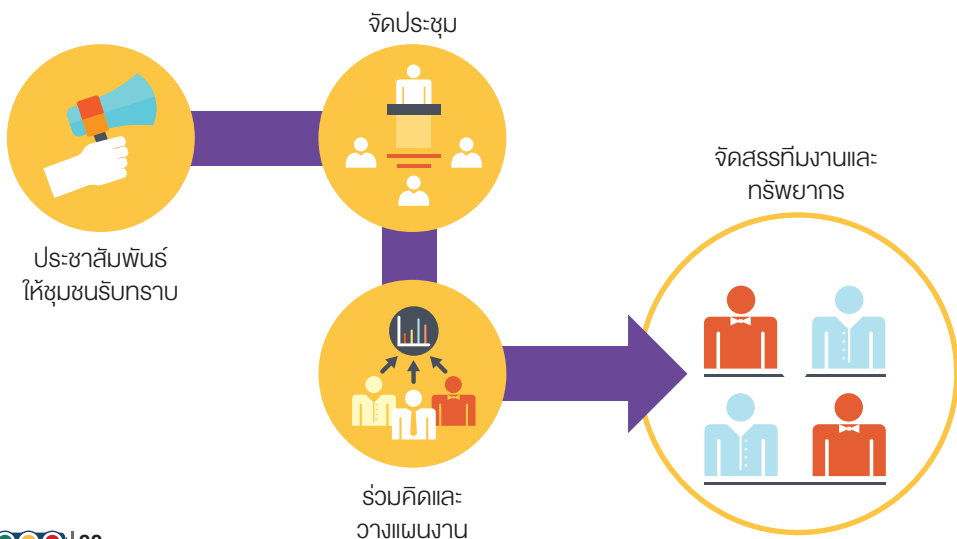 จัดประชุม
จัดสรรทีมงานและ
ทรัพยากร
ประชาสัมพันธ์
ให้ชุมชนรับทราบ
ร่วมคิดและ
วางแผนงาน